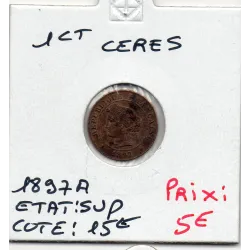 1CT CERES
1897A
ETAT:SUP
COTE: 15€
PRIX:
5€